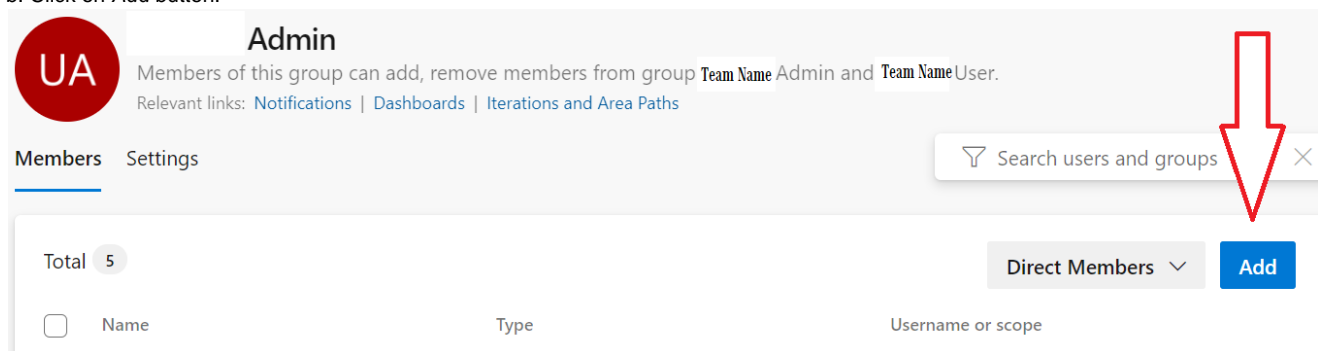 b. Click on Add button.
UA
Admin
Members of this group can add, remove members from group Team Name Admin and Team Name User.
Relevant links: Notifications | Dashboards | Iterations and Area Paths
Members Settings
Search users and groups
Total 5
Direct Members
Add
Name Type Username or scope